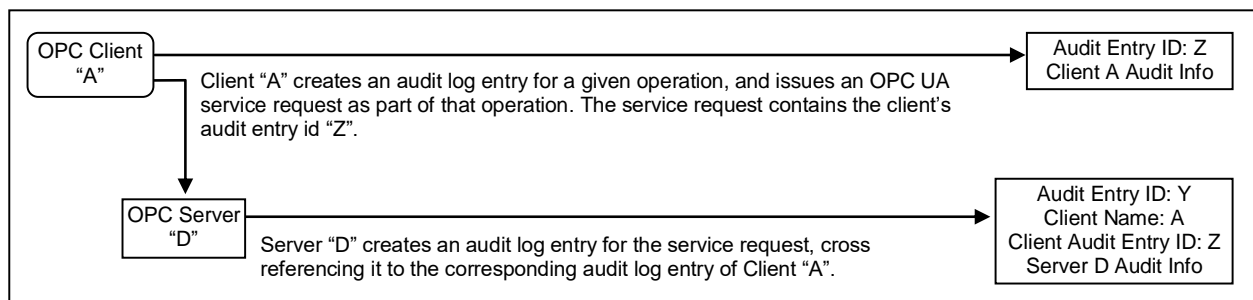 OPC Client
“A”
Audit Entry ID: Z
Client A Audit Info
Client “A” creates an audit log entry for a given operation, and issues an OPC UA
service request as part of that operation. The service request contains the client’s
audit entry id “Z”.
OPC Server
“D”
Audit Entry ID: Y
Client Name: A
Client Audit Entry ID: Z
Server D Audit Info
Server “D” creates an audit log entry for the service request, cross
referencing it to the corresponding audit log entry of Client “A”.